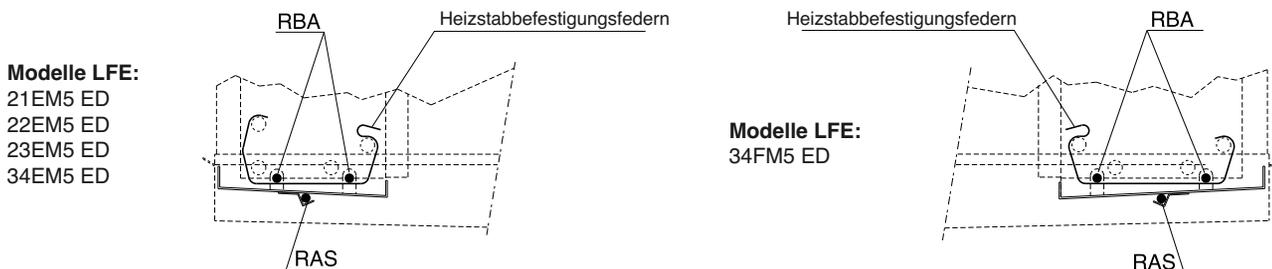 RBA
Heizstabbefestigungsfedern
Modelle LFE:
21EM5 ED
22EM5 ED
23EM5 ED
34EM5 ED
RAS
Heizstabbefestigungsfedern
RBA
Modelle LFE:
34FM5 ED
RAS